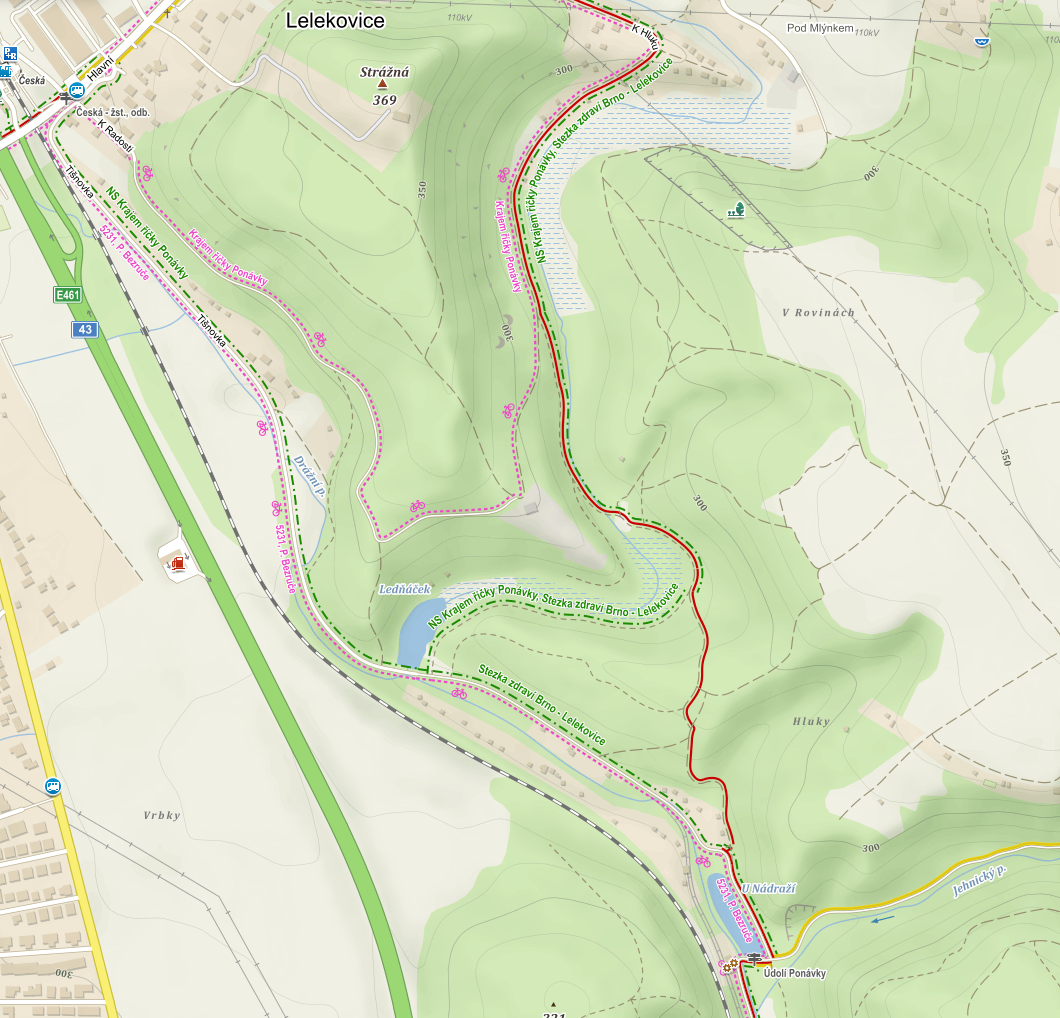 Lelekovice
110kV
Pod Mlýnkem
110kV
110
K Hluku
P+R
Česká
Hlavní
Strážná
369
300
Česká - žst., odb.
K Radosti
NS Krajem říčky Ponávky, Stezka zdraví Brno - Lelekovice
Tišnovka
NS Krajem říčky Ponávky
5231, P. Bezruče
Krajem říčky Ponávky
350
Krajem říčky Ponávky
300
E461
43
Tišnovka
300
V Rovinách
Drážní p.
350
300
5231, P. Bezruče
Ledňáček
NS Krajem říčky Ponávky, Stezka zdraví Brno - Lelekovice
Stezka zdraví Brno - Lelekovice
Hluky
Vrbky
300
5231, P. Bezruče
U Nádraží
Jehnický p.
300
Údolí Ponávky
321